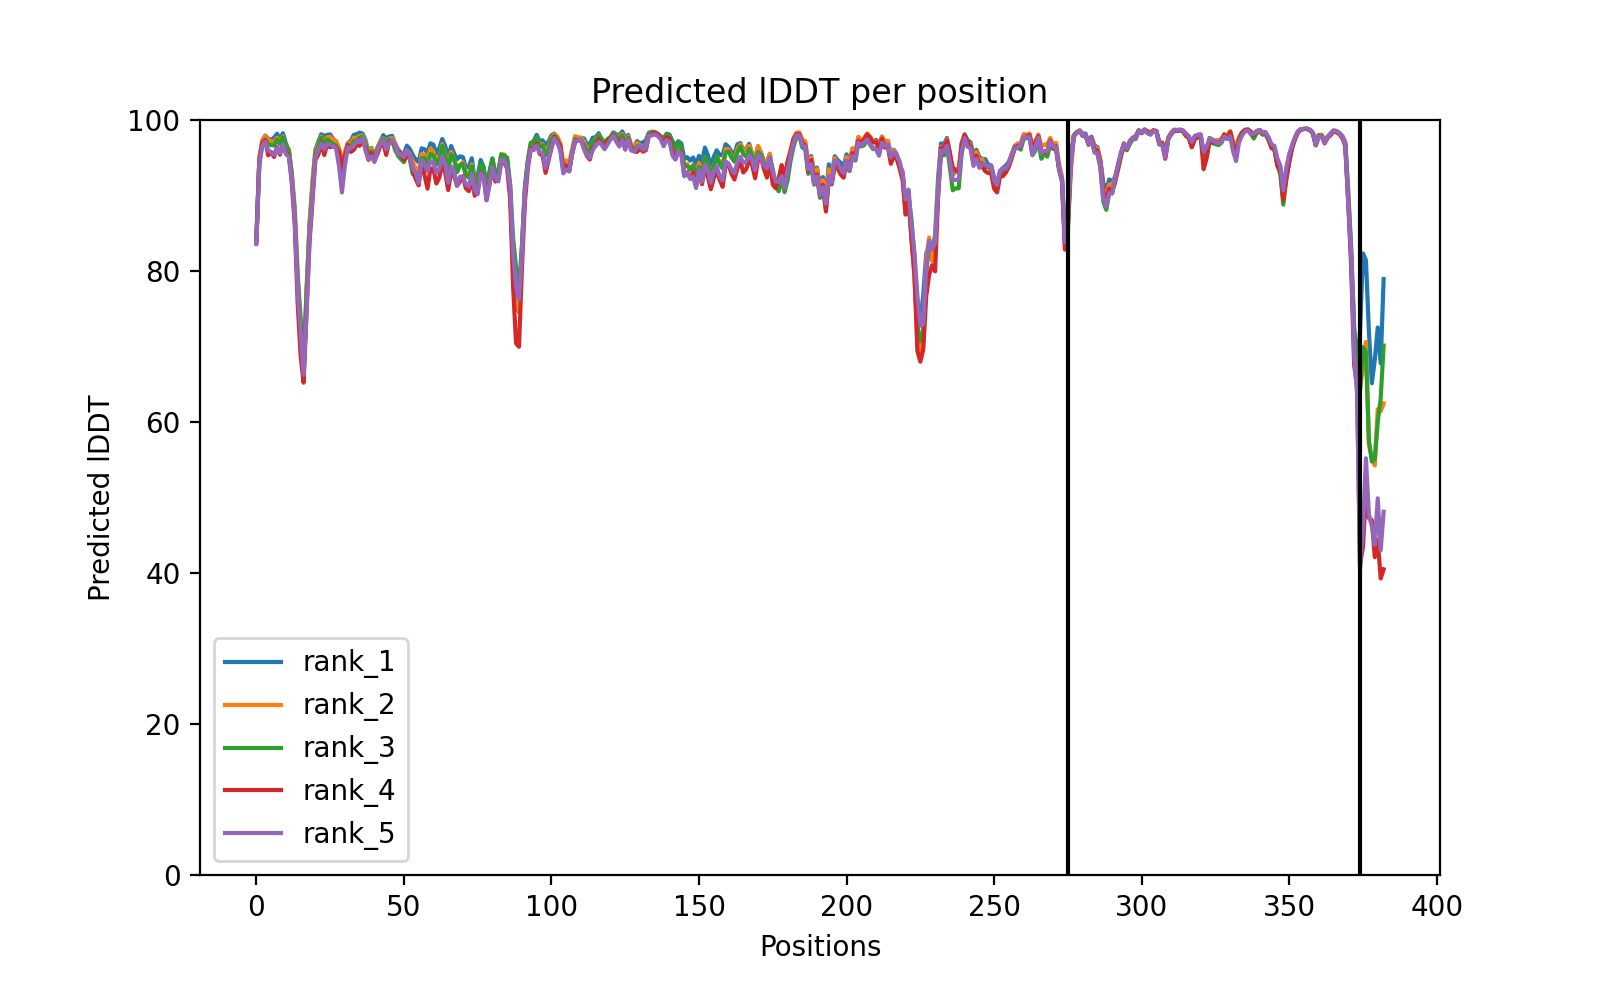 Predicted lDDT per position
100
80
60
40
20
0
Predicted lDDT
rank_1
rank_2
rank_3
rank_4
rank_5
0 50 100 150 200 250 300 350 400
Positions